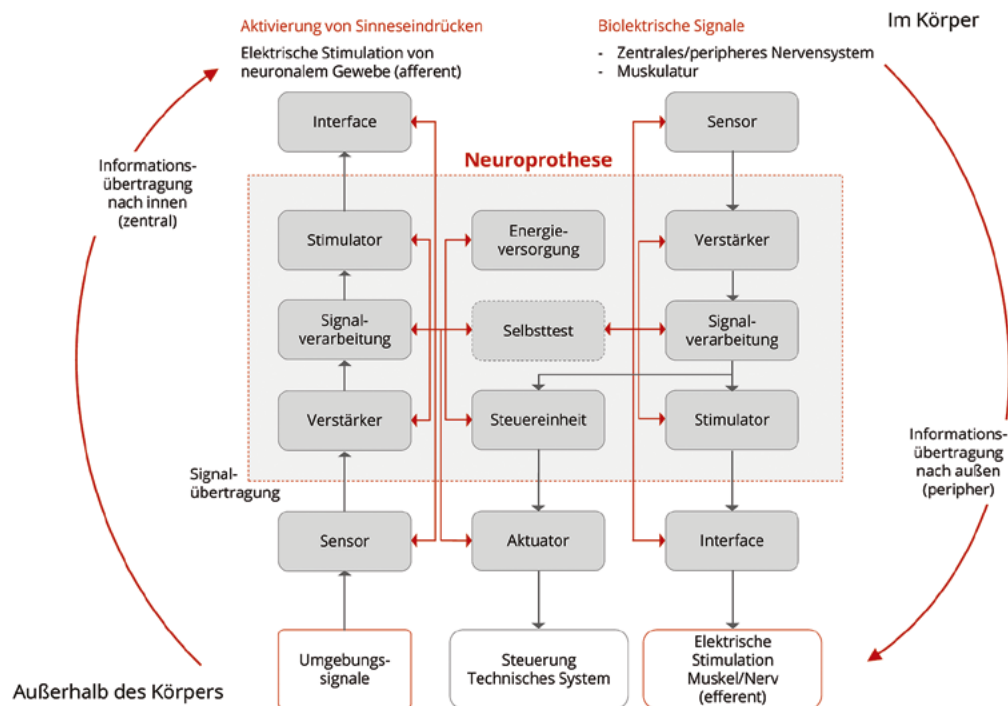 Aktivierung von Sinneseindrücken
Elektrische Stimulation von
neuronalem Gewebe (afferent)
Biolektrische Signale
- Zentrales/peripheres Nervensystem
- Muskulatur
Im Körper
Interface
Sensor
Neuroprothese
Informations-
übertragung
nach innen
(zentral)
Stimulator
Energie-
versorgung
Verstärker
Signal-
verarbeitung
Selbsttest
Signal-
verarbeitung
Verstärker
Steuereinheit
Stimulator
Informations-
übertragung
nach außen
(peripher)
Signal-
übertragung
Sensor
Aktuator
Interface
Umgebungs-
signale
Steuerung
Technisches System
Elektrische
Stimulation
Muskel/Nerv
(efferent)
Außerhalb des Körpers